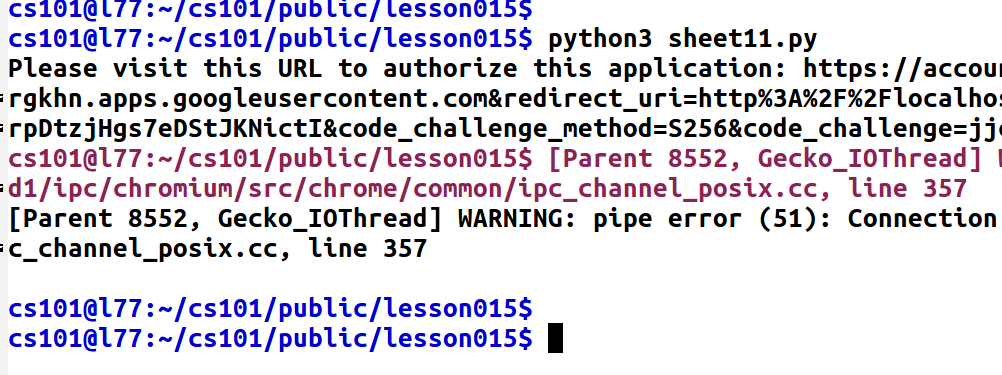 cs101@l77:~/cs101/public/lesson015$
cs101@l77:~/cs101/public/lesson015$ python3 sheet11.py
Please visit this URL to authorize this application: https://accour
rgkhn.apps.googleusercontent.com&redirect_uri=http%3A%2F%2Flocalhos
rpDtzjHgs7eDStJKNictI&code_challenge_method=S256&code_challenge=jj
cs101@l77:~/cs101/public/lesson015$ [Parent 8552, Gecko_IOThread] W
d1/ipc/chromium/src/chrome/common/ipc_channel_posix.cc, line 357
[Parent 8552, Gecko_IOThread] WARNING: pipe error (51): Connection
c_channel_posix.cc, line 357
cs101@l77:~/cs101/public/lesson015$
cs101@l77:~/cs101/public/lesson015$